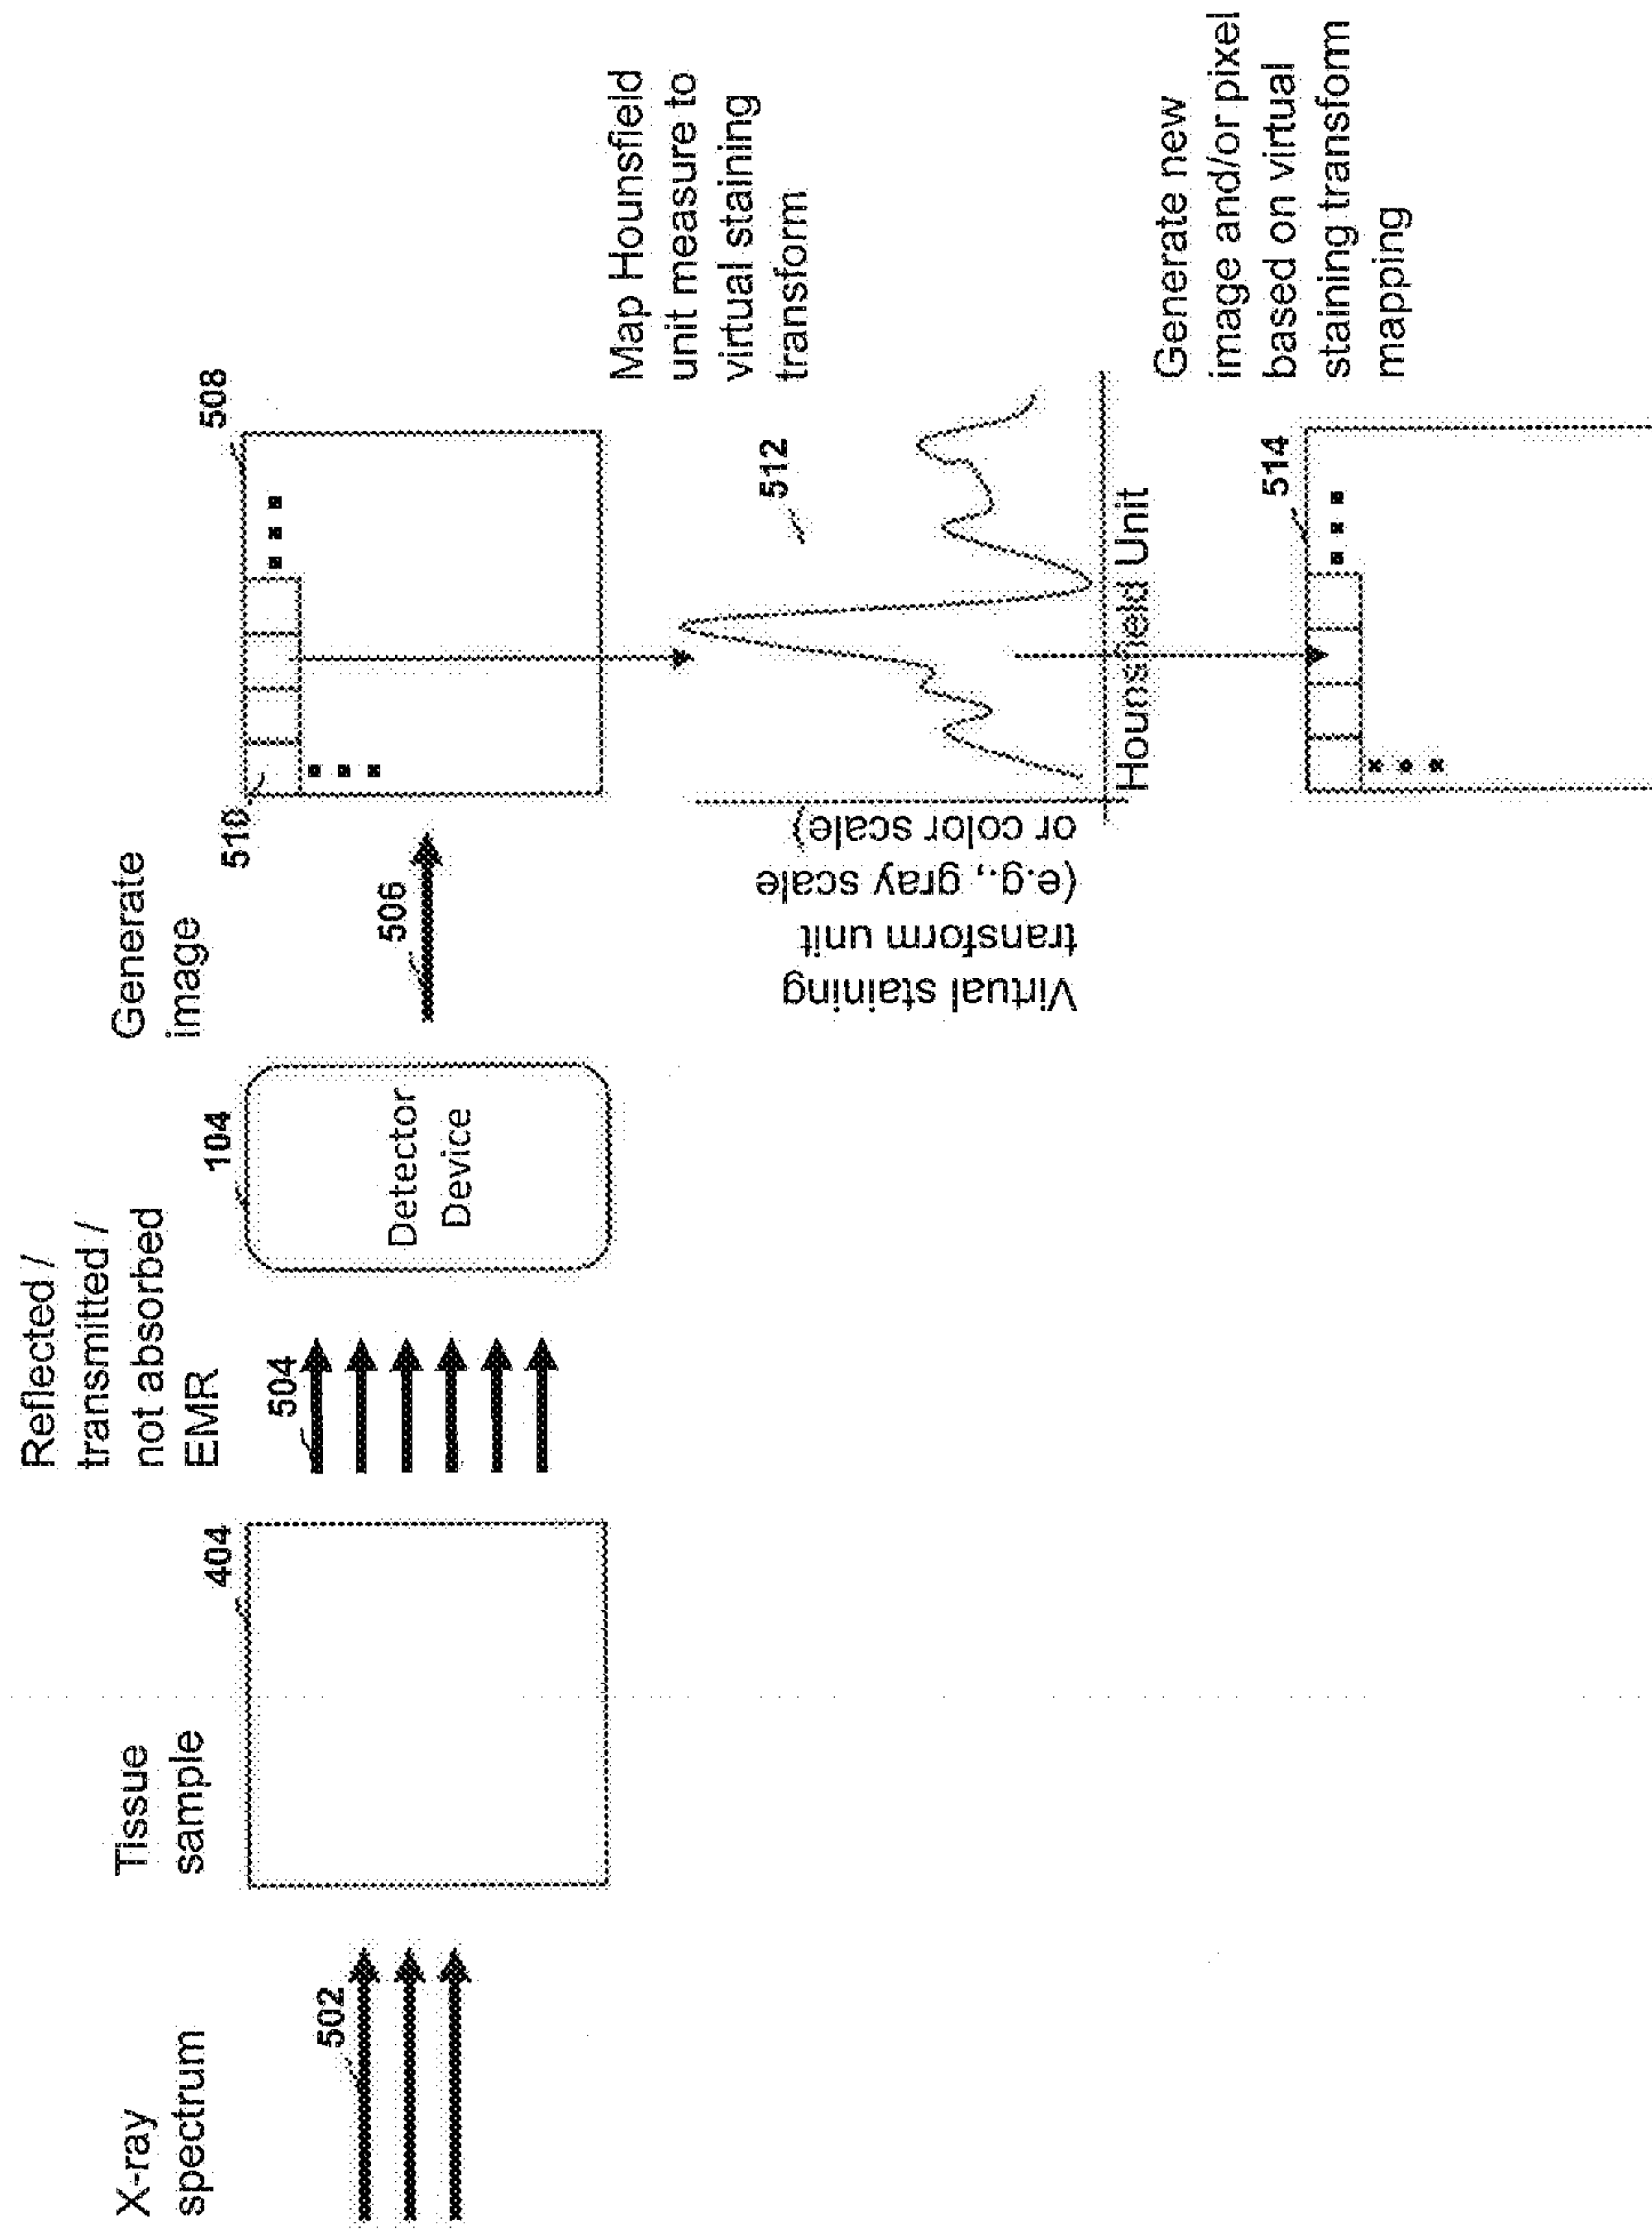 X-ray
spectrum
502
Tissue
sample
404
Reflected /
transmitted /
not absorbed
EMR
504
104
Detector
Device
Generate
image
506
508
510
Map Hounsfield
unit measure to
virtual staining
transform
512
Virtual staining
transform unit
(e.g., gray scale
or color scale)
Hounsfield Unit
Generate new
image and/or pixel
based on virtual
staining transform
mapping
514